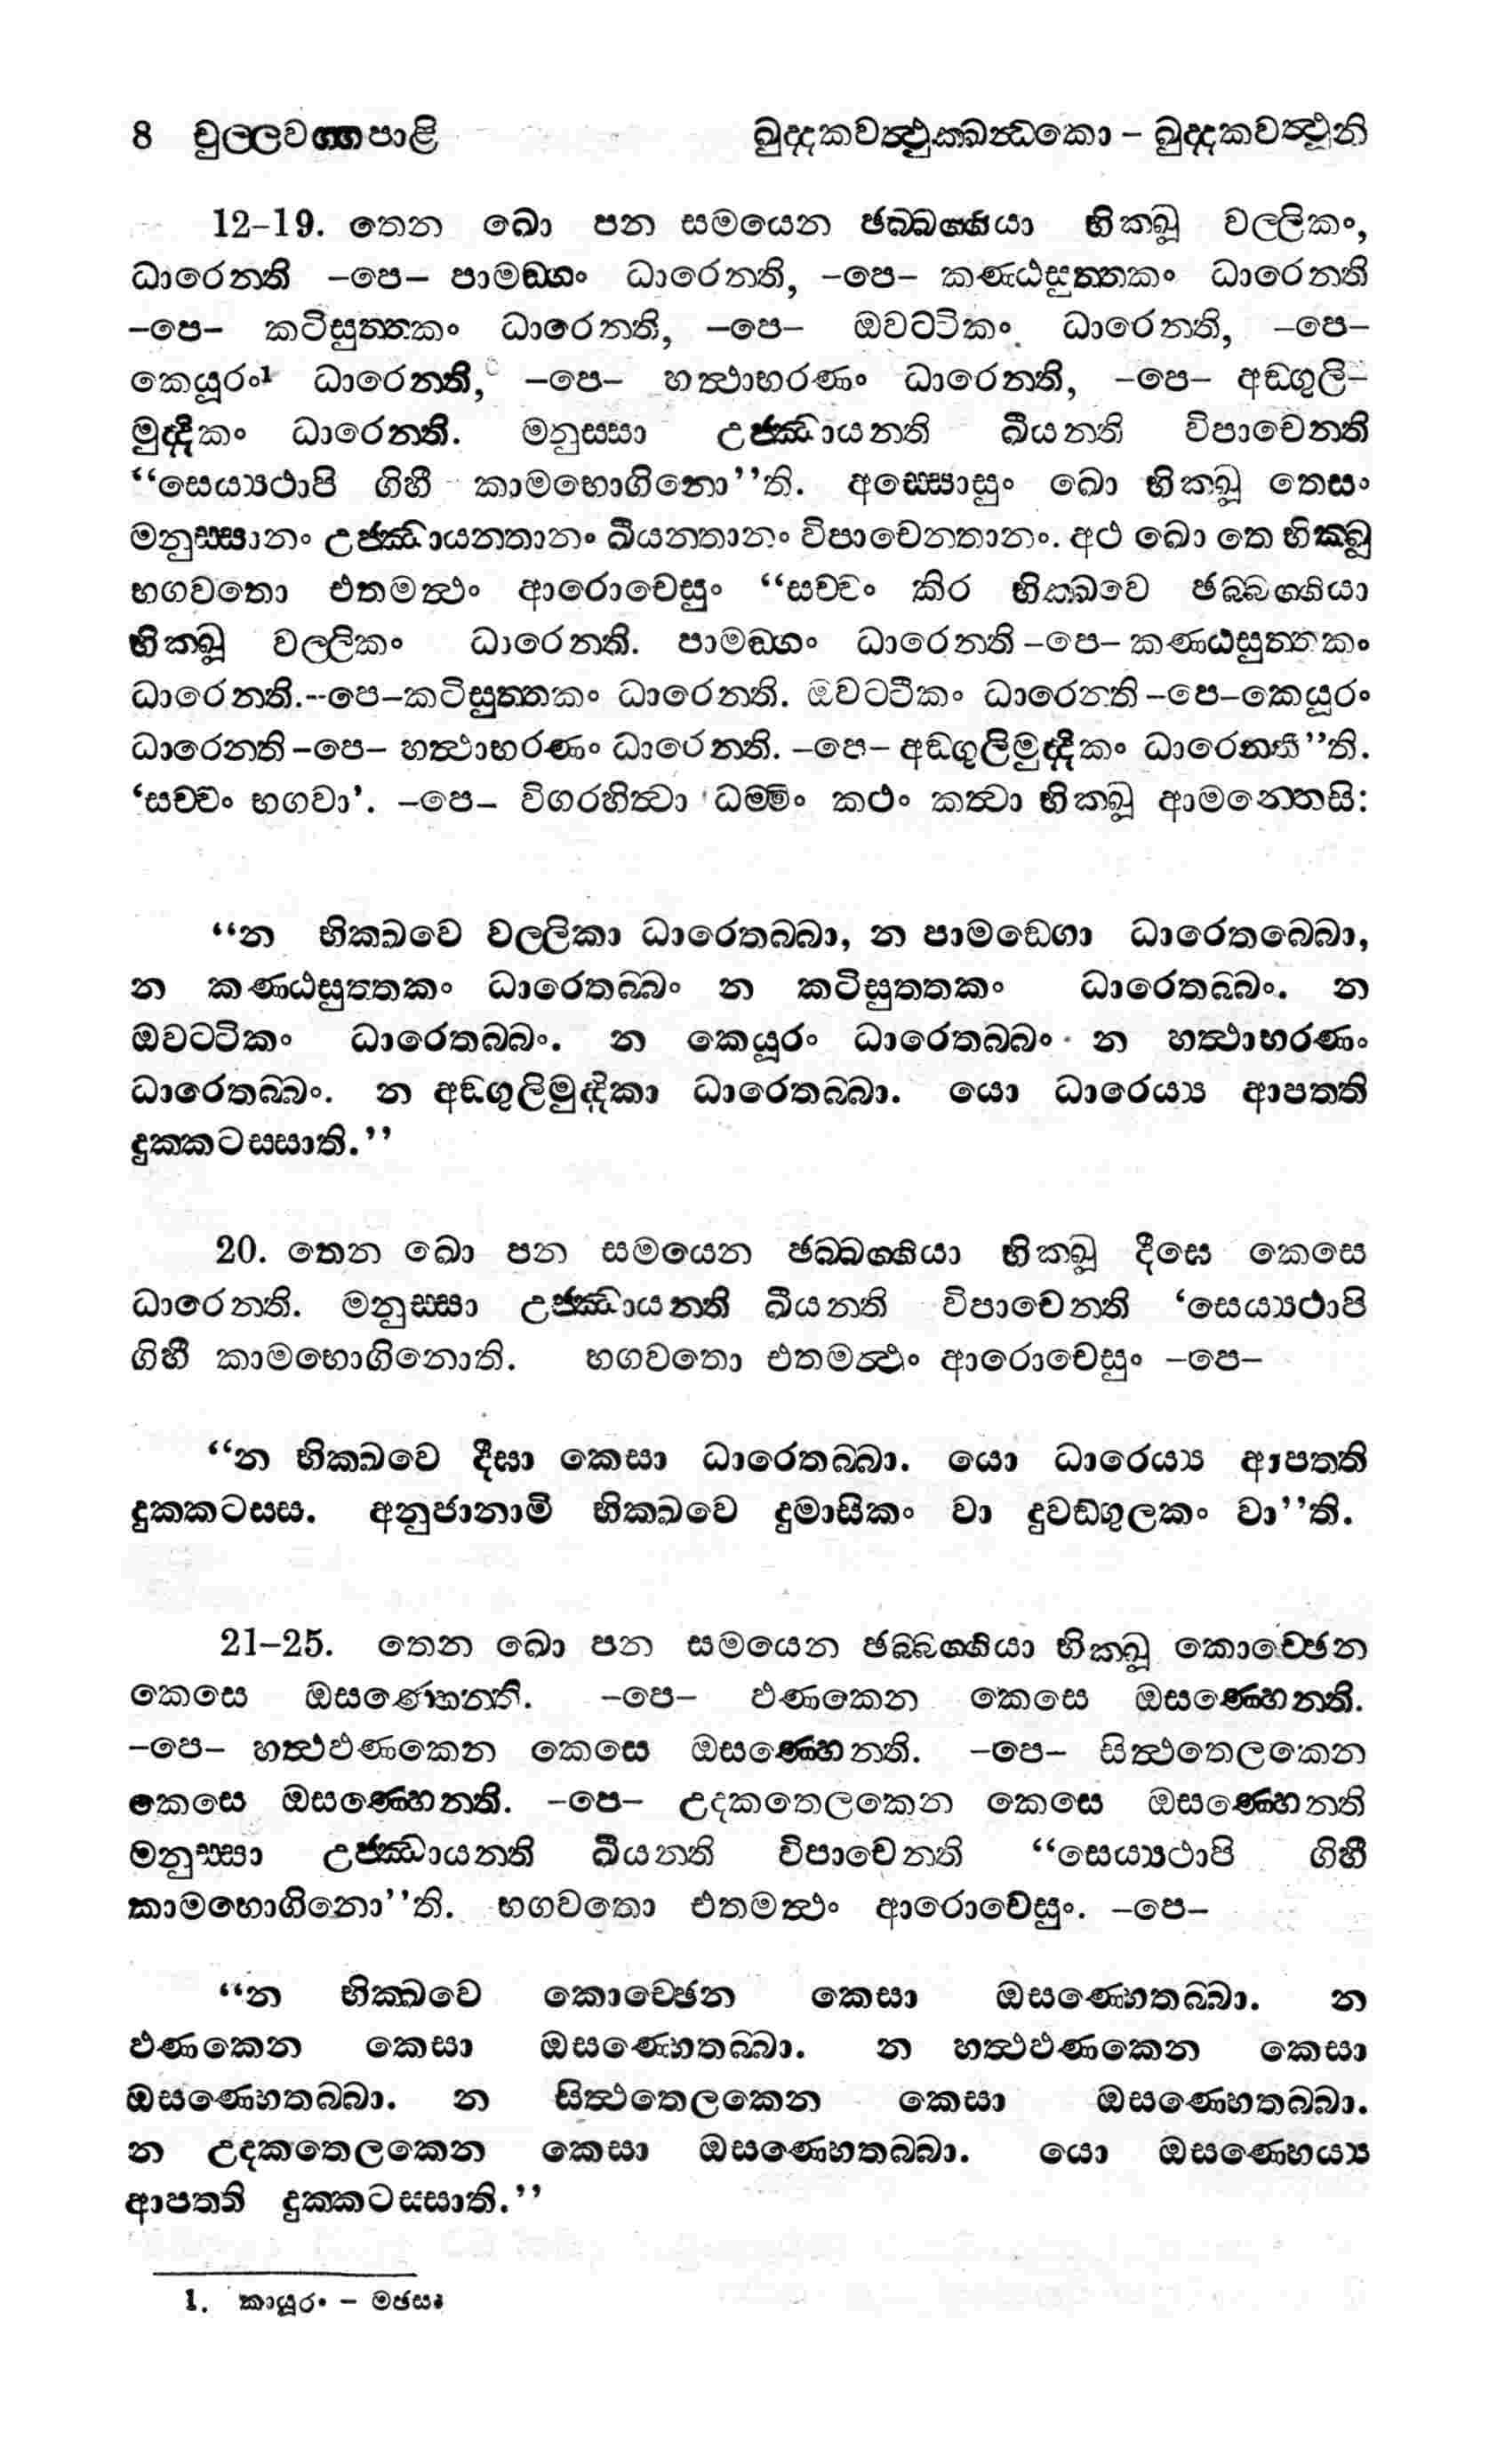 8 චුල්ලවග්ගපාළි ඛුද්දකවත්ථුක්ඛන්ධකො – ඛුද්දකවත්ථූනි
12–19. තෙන ඛො පන සමයෙන ඡබ්බග්ගියා භික්ඛූ වල්ලිකං,
ධාරෙන්ති –පෙ– පාමඞ්ගං ධාරෙන්ති, –පෙ– කණ්ඨසුත්තකං ධාරෙන්ති
–පෙ– කටිසුත්තකං ධාරෙන්ති, –පෙ– ඔවට්ටිකං ධාරෙන්ති, –පෙ–
කෙයූරං1 ධාරෙන්ති, –පෙ– හත්ථාභරණං ධාරෙන්ති, –පෙ– අඞ්ගුලි–
මුද්දිකං ධාරෙන්ති. මනුස්සා උජ්ඣායන්ති ඛීයන්ති විපාචෙන්ති
“සෙය්‍යථාපි ගිහී කාමභොගිනො”ති. අස්සොසුං ඛො භික්ඛූ තෙසං
මනුස්සානං උජ්ඣායන්තානං ඛීයන්තානං විපාචෙන්තානං. අථ ඛො තෙ භික්ඛූ
භගවතො එතමත්ථං ආරොචෙසුං “සච්චං කිර භික්ඛවෙ ඡබ්බග්ගියා
භික්ඛූ වල්ලිකං ධාරෙන්ති. පාමඞ්ගං ධාරෙන්ති –පෙ– කණ්ඨසුත්තකං
ධාරෙන්ති.–පෙ–කටිසුත්තකං ධාරෙන්ති. ඔවට්ටීකං ධාරෙන්ති –පෙ–කෙයූරං
ධාරෙන්ති –පෙ– හත්ථාභරණං ධාරෙන්ති. –පෙ– අඞ්ගුලිමුද්දිකං ධාරෙන්තී”ති.
‘සච්චං භගවා’. –පෙ– විගරහිත්වා ධම්මිං කථං කත්වා භික්ඛූ ආමන්තෙසි:
“න භික්ඛවෙ වල්ලිකා ධාරෙතබ්බා, න පාමඞ්ගො ධාරෙතබ්බො,
න කණ්ඨසුත්තකං ධාරෙතබ්බං න කටිසුත්තකං ධාරෙතබ්බං. න
ඔවට්ටිකං ධාරෙතබ්බං. න කෙයූරං ධාරෙතබ්බං න හත්ථාභරණං
ධාරෙතබ්බං. න අඞ්ගුලිමුද්දිකා ධාරෙතබ්බා. යො ධාරෙය්‍ය ආපත්ති
දුක්කටස්සාති.”
20. තෙන ඛො පන සමයෙන ඡබ්බග්ගියා භික්ඛූ දීඝෙ කෙසෙ
ධාරෙන්ති. මනුස්සා උජ්ඣායන්ති ඛීයන්ති විපාචෙන්ති ‘සෙය්‍යථාපි
ගිහී කාමභොගිනොති. භගවතො එතමත්ථං ආරොචෙසුං –පෙ–
“න භික්ඛවෙ දීඝා කෙසා ධාරෙතබ්බා. යො ධාරෙය්‍ය ආපත්ති
දුක්කටස්ස. අනුජානාමි භික්ඛවෙ දුමාසිකං වා දුවඞ්ගුලකං වා”ති.
21–25. තෙන ඛො පන සමයෙන ඡබ්බග්ගියා භික්ඛූ කොච්ඡෙන
කෙසෙ ඔසණ්හෙන්ති. –පෙ– ඵණකෙන කෙසෙ ඔසණ්හෙන්ති.
–පෙ– හත්ථඵණකෙන කෙසෙ ඔසණ්හෙන්ති. –පෙ– සිත්ථතෙලකෙන
කෙසෙ ඔසණ්හෙන්ති. –පෙ– උදකතෙලකෙන කෙසෙ ඔසණ්හෙන්ති
මනුස්සා උජ්ඣායන්ති ඛීයන්ති විපාචෙන්ති “සෙය්‍යථාපි ගිහී
කාමභොගිනො”ති. භගවතො එතමත්ථං ආරොචේසුං. –පෙ–
“න භික්ඛවෙ කොච්ඡෙන කෙසා ඔසණ්හෙතබ්බා. න
ඵණකෙන කෙසා ඔසණ්හෙතබ්බා. න හත්ථඵණකෙන කෙසා
ඔසණ්හෙතබ්බා. න සිත්ථතෙලකෙන කෙසා ඔසණ්හෙතබ්බා.
න උදකතෙලකෙන කෙසා ඔසණ්හෙතබ්බා. යො ඔසණ්හෙය්‍ය
ආපත්ති දුක්කටස්සාති.”
1. කායූරං – මඡසං